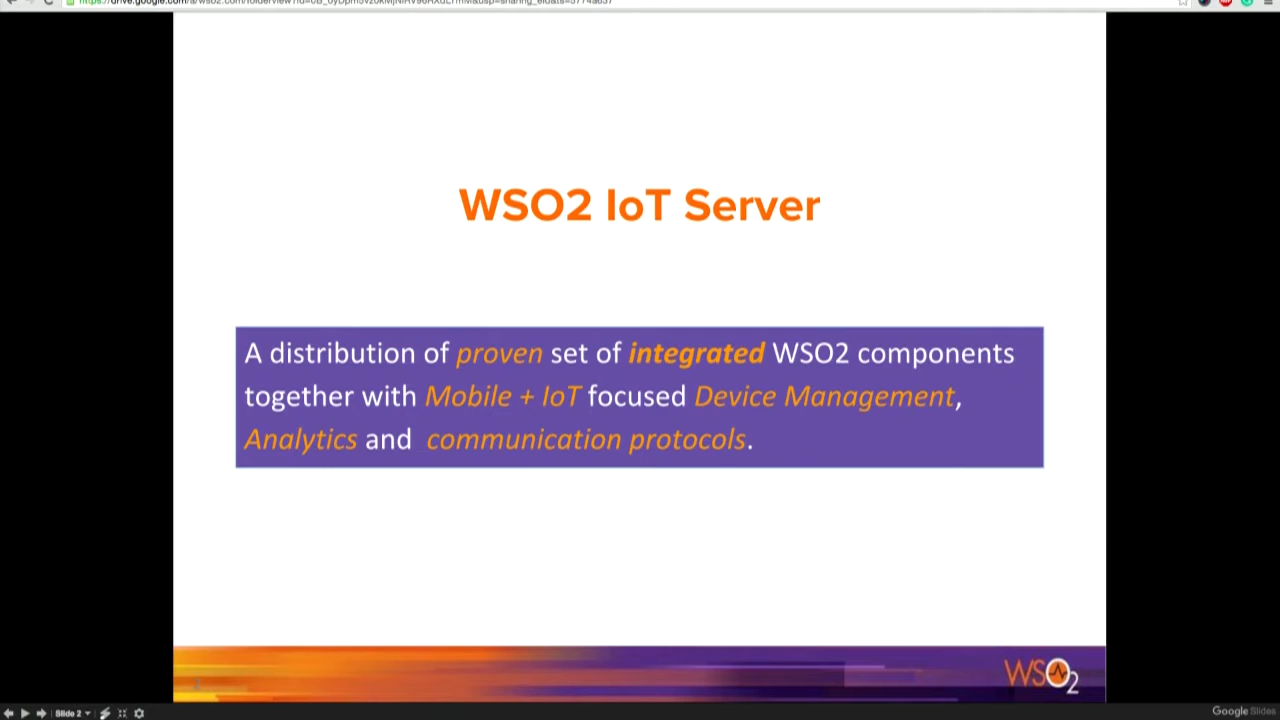 WSO2 IoT Server
A distribution of proven set of integrated WSO2 components
together with Mobile + IoT focused Device Management,
Analytics and communication protocols.
WSO2
Slide 2
Google Slides